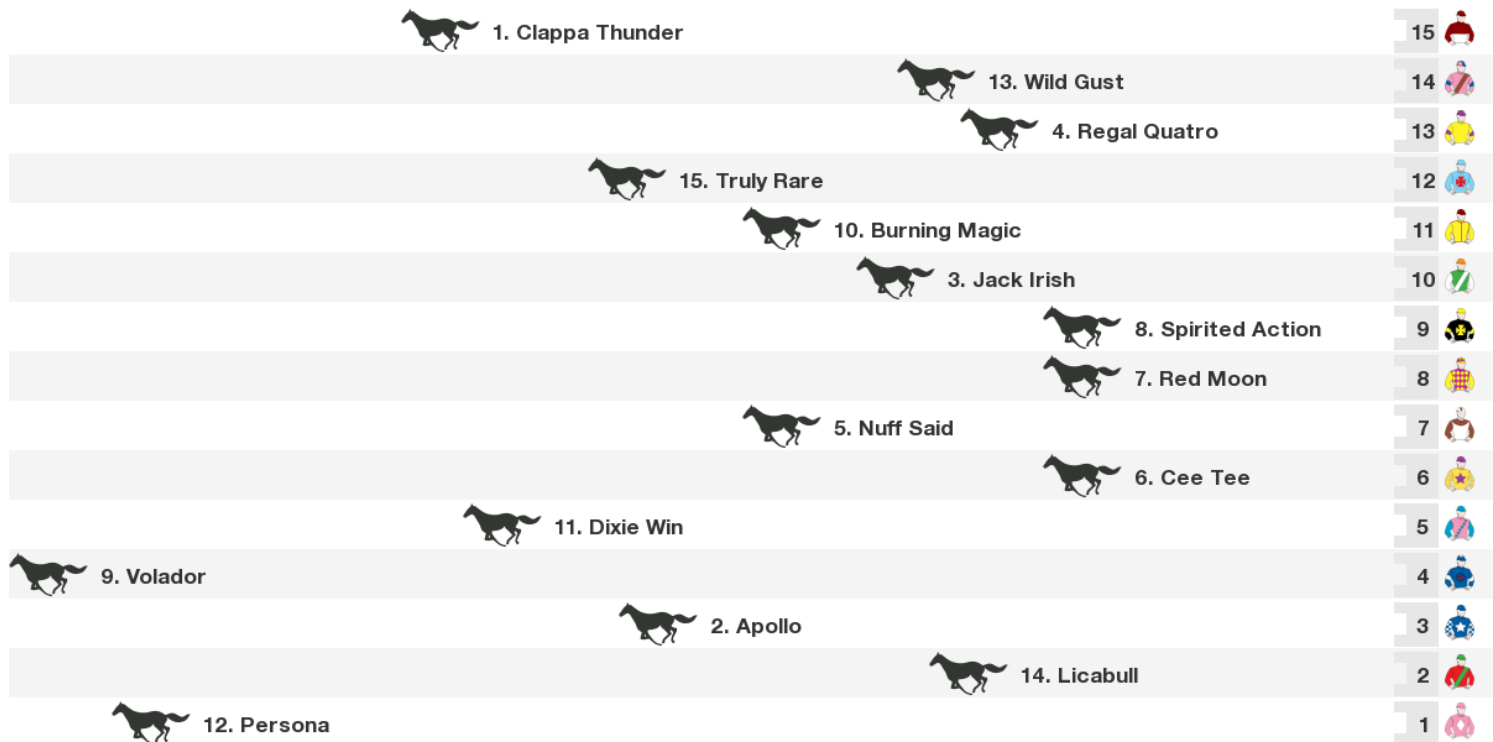 1. Clappa Thunder 15
13. Wild Gust 14
4. Regal Quatro 13
15. Truly Rare 12
10. Burning Magic 11
3. Jack Irish 10
8. Spirited Action 9
7. Red Moon 8
5. Nuff Said 7
6. Cee Tee 6
11. Dixie Win 5
9. Volador 4
2. Apollo 3
14. Licabull 2
12. Persona 1